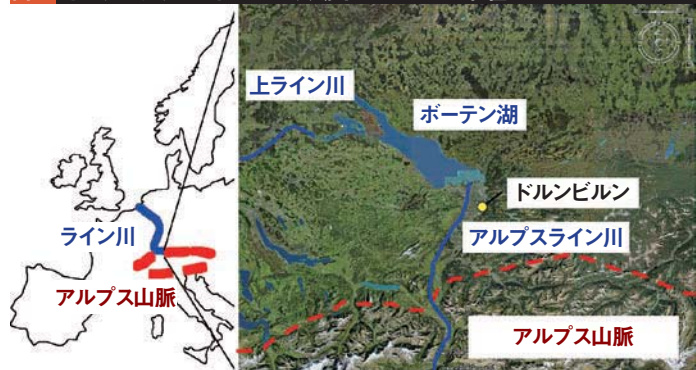 上ライン川
ボーデン湖
ドルンビルン
ライン川
アルプスライン川
アルプス山脈
アルプス山脈